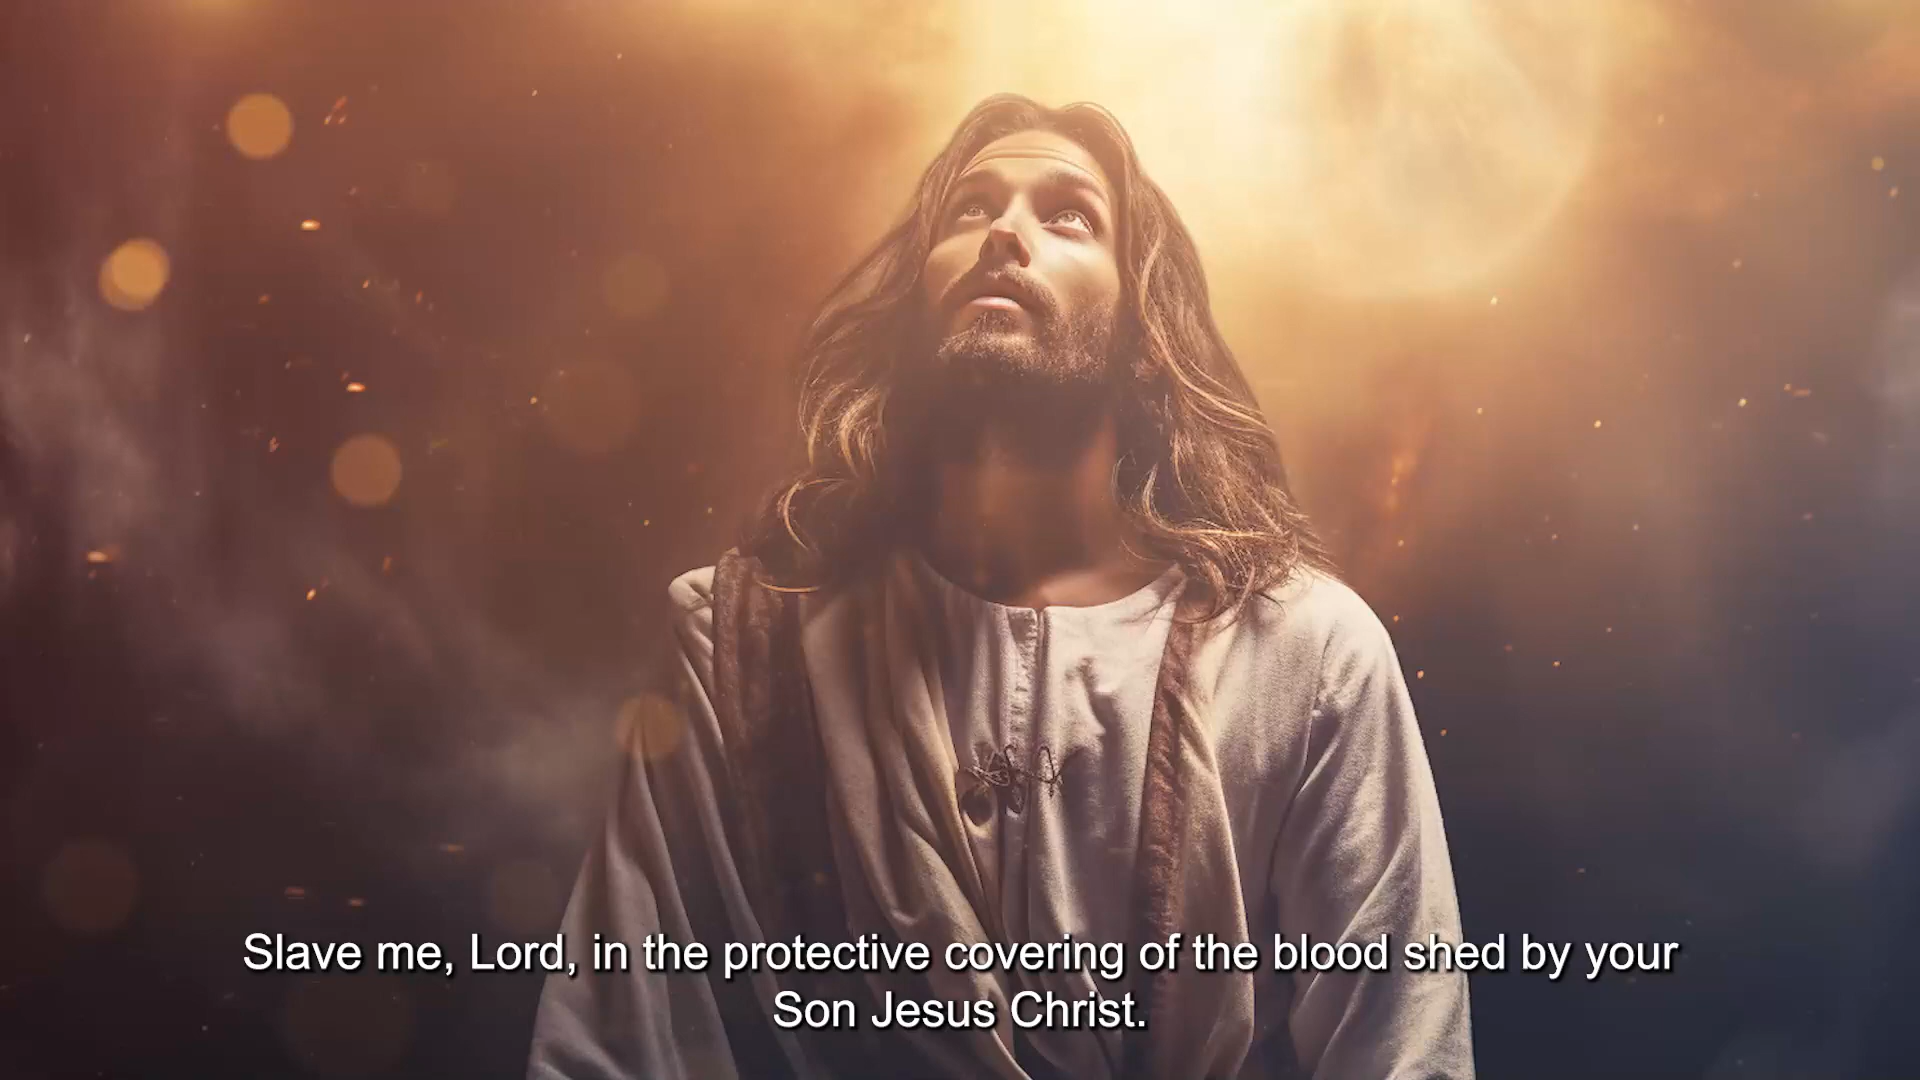 Slave me, Lord, in the protective covering of the blood shed by your
Son Jesus Christ.